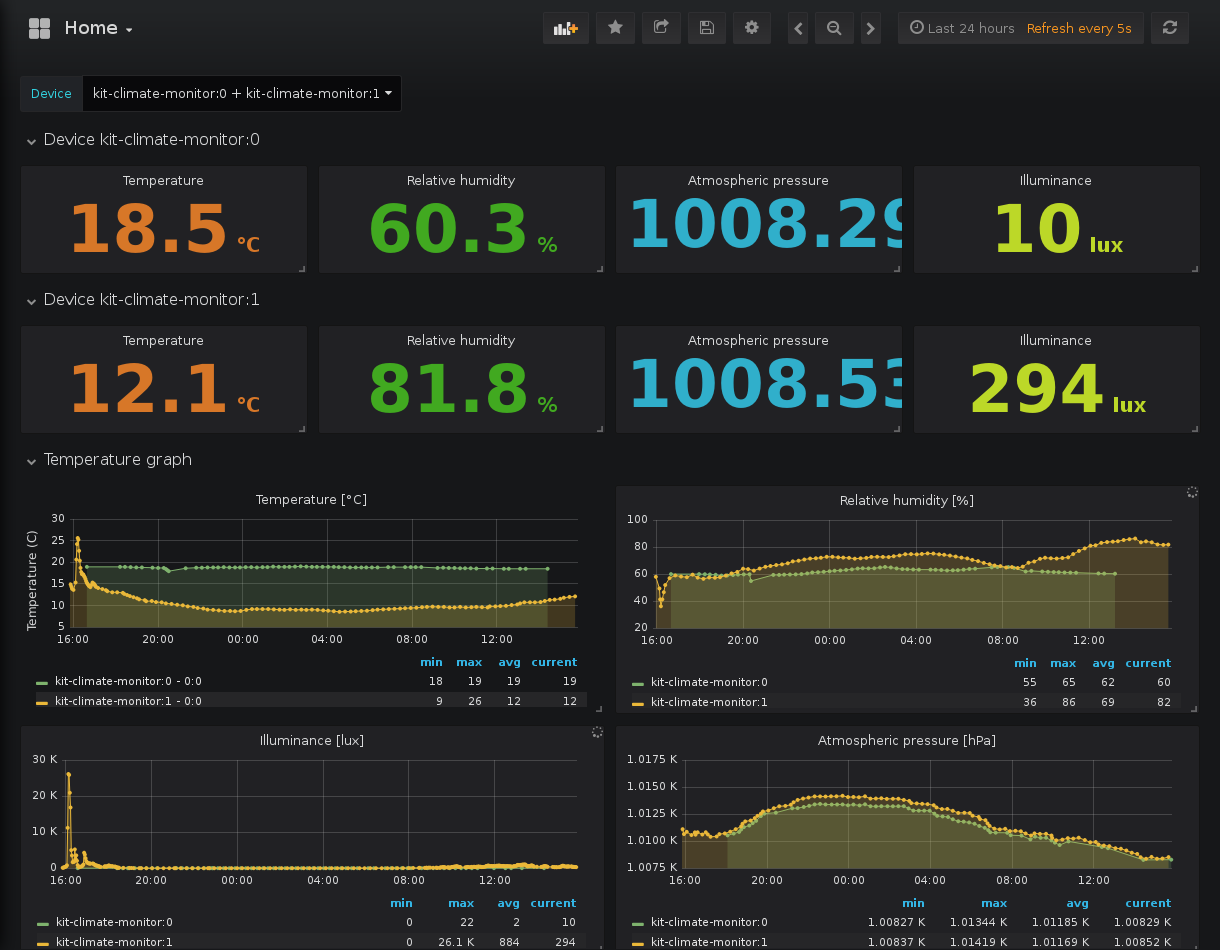 Home
Last 24 hours Refresh every 5s
Device kit-climate-monitor:0 + kit-climate-monitor:1
Device kit-climate-monitor:0
Temperature Relative humidity Atmospheric pressure Illuminance
18.5 °C 60.3 % 1008.29 10 lux
Device kit-climate-monitor:1
Temperature Relative humidity Atmospheric pressure Illuminance
12.1 °C 81.8 % 1008.53 294 lux
Temperature graph
Temperature [°C]
Temperature (C)
30
25
20
15
10
5
16:00 20:00 00:00 04:00 08:00 12:00
min max avg current
kit-climate-monitor:0 - 0:0 18 19 19 19
kit-climate-monitor:1 - 0:0 9 26 12 12
Relative humidity [%]
100
80
60
40
20
16:00 20:00 00:00 04:00 08:00 12:00
min max avg current
kit-climate-monitor:0 55 65 62 60
kit-climate-monitor:1 36 86 69 82
Illuminance [lux]
30 K
20 K
10 K
0
16:00 20:00 00:00 04:00 08:00 12:00
min max avg current
kit-climate-monitor:0 0 22 2 10
kit-climate-monitor:1 0 26.1 K 884 294
Atmospheric pressure [hPa]
1.0175 K
1.0150 K
1.0125 K
1.0100 K
1.0075 K
16:00 20:00 00:00 04:00 08:00 12:00
min max avg current
kit-climate-monitor:0 1.00827 K 1.01344 K 1.01185 K 1.00829 K
kit-climate-monitor:1 1.00837 K 1.01419 K 1.01169 K 1.00852 K